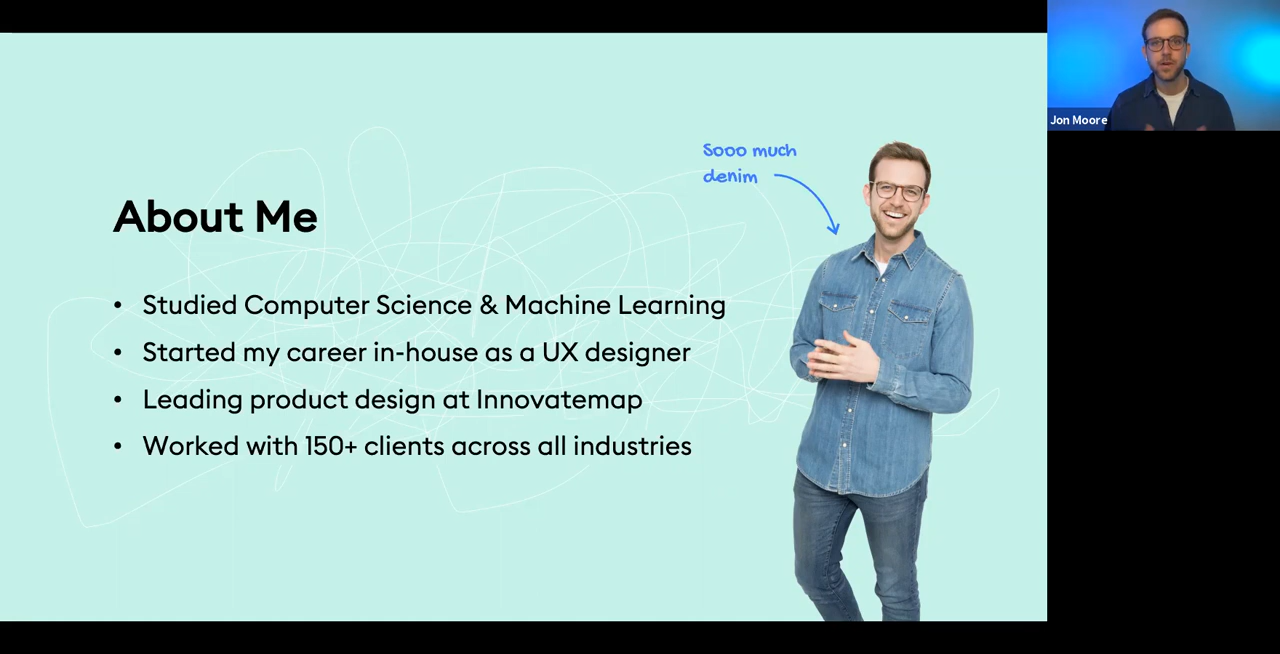 About Me
• Studied Computer Science & Machine Learning
• Started my career in-house as a UX designer
• Leading product design at Innovatemap
• Worked with 150+ clients across all industries
Sooo much
denim
Jon Moore